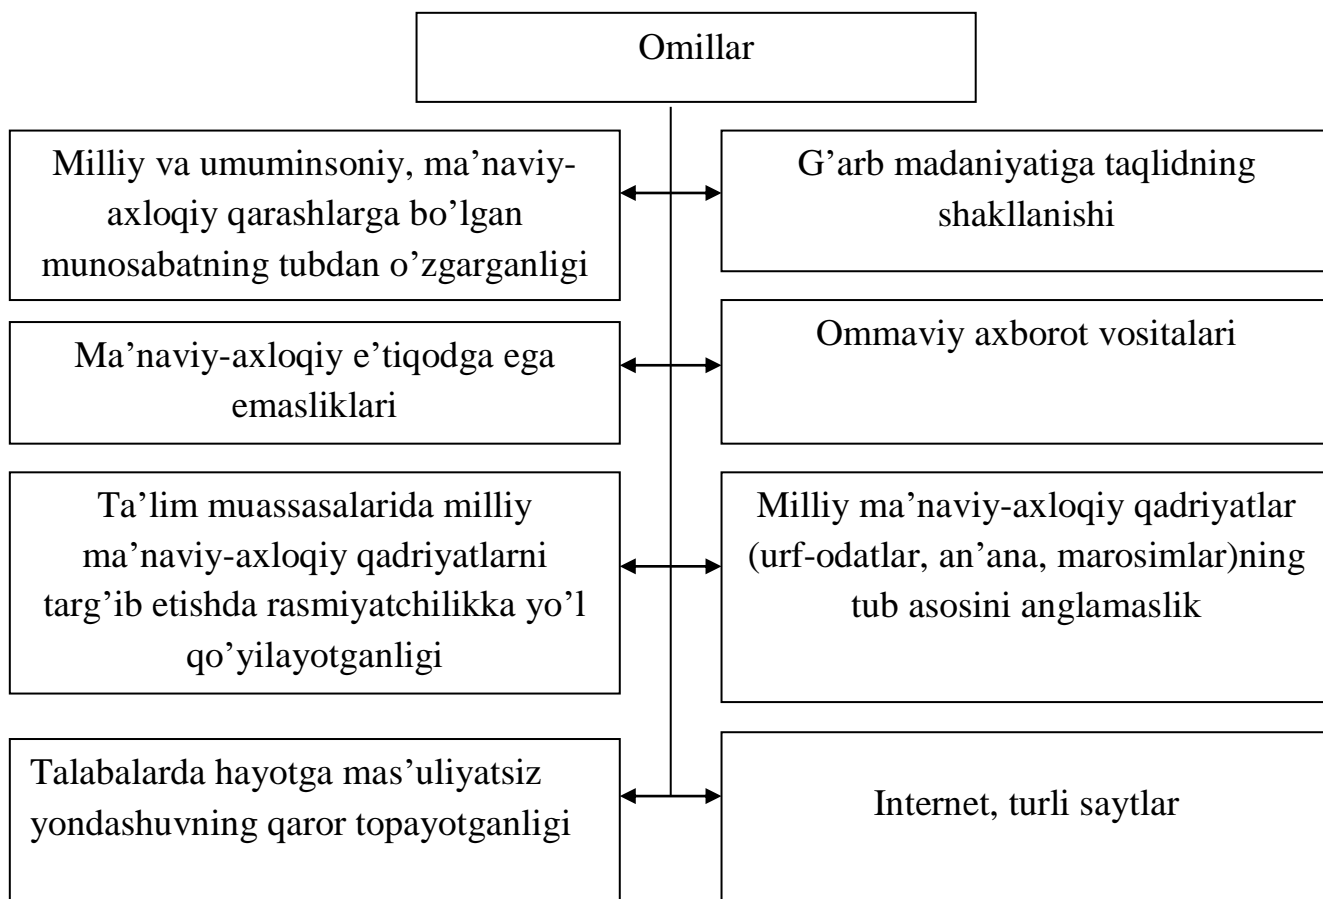 Omillar
Milliy va umuminsoniy, ma’naviy-
axloqiy qarashlarga bo’lgan
munosabatning tubdan o’zgarganligi
G’arb madaniyatiga taqlidning
shakllanishi
Ma’naviy-axloqiy e’tiqodga ega
emasliklari
Ommaviy axborot vositalari
Ta’lim muassasalarida milliy
ma’naviy-axloqiy qadriyatlarni
targ’ib etishda rasmiyatchilikka yo’l
qo’yilayotganligi
Milliy ma’naviy-axloqiy qadriyatlar
(urf-odatlar, an’ana, marosimlar)ning
tub asosini anglamaslik
Talabalarda hayotga mas’uliyatsiz
yondashuvning qaror topayotganligi
Internet, turli saytlar